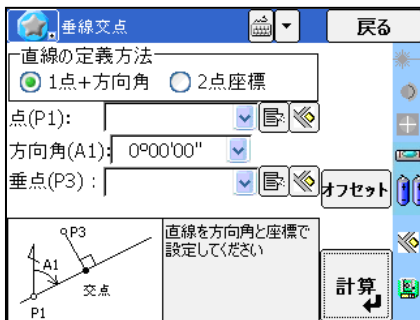 垂線交点
戻る
直線の定義方法
1点+方向角
2点座標
点(P1):
方向角(A1):
0º00'00"
垂点(P3) :
オフセット
P3
A1
交点
P1
直線を方向角と座標で
設定してください
計算